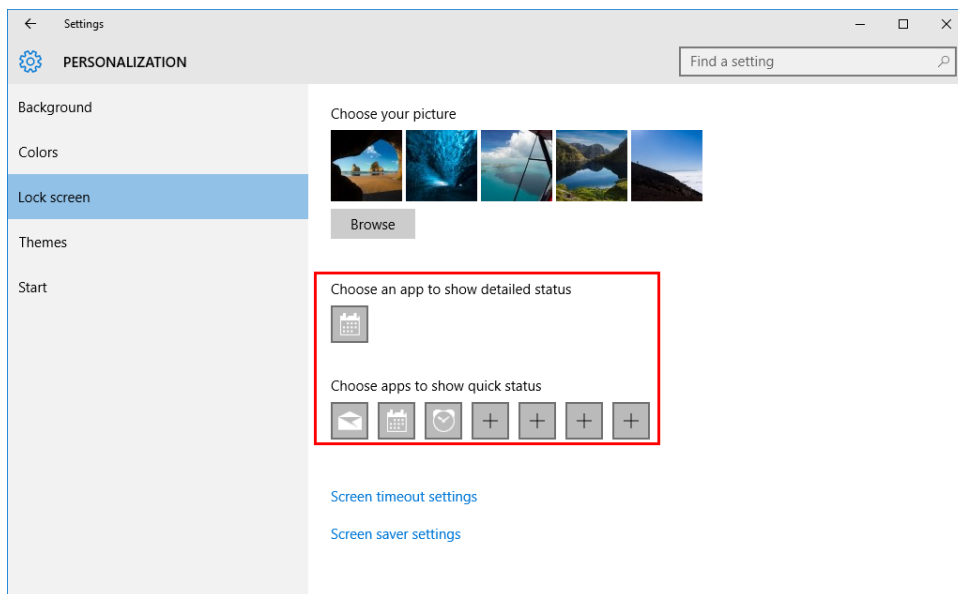 Settings
PERSONALIZATION
Find a setting
Background
Colors
Lock screen
Themes
Start
Choose your picture
Browse
Choose an app to show detailed status
Choose apps to show quick status
Screen timeout settings
Screen saver settings